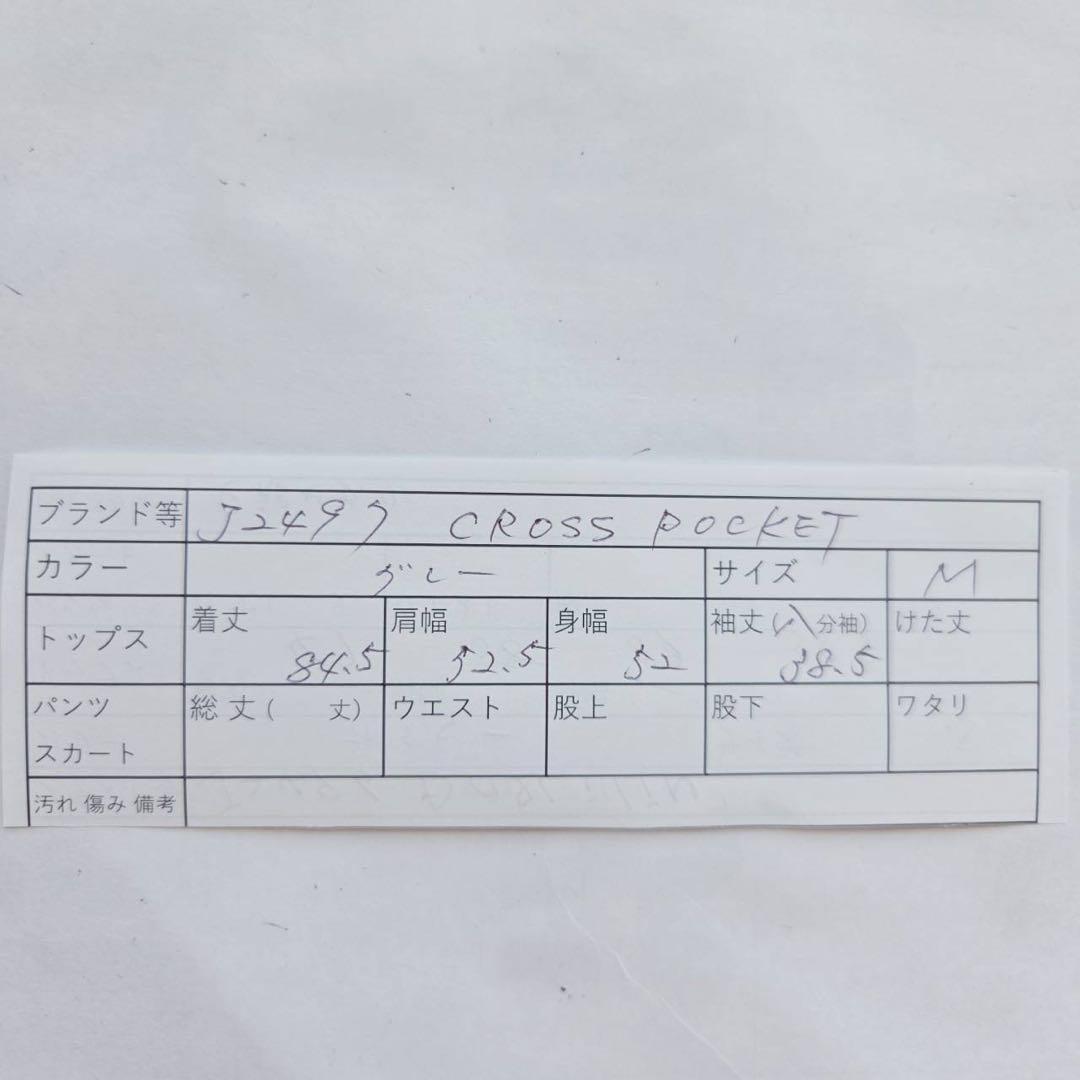 ブランド等 J2497 CROSS POCKET
カラー グレー サイズ M
トップス 着丈 84.5 肩幅 52.5 身幅 52 袖丈(八分袖) 38.5 けた丈
パンツ スカート 総丈( 丈) ウエスト 股上 股下 ワタリ
汚れ 傷み 備考